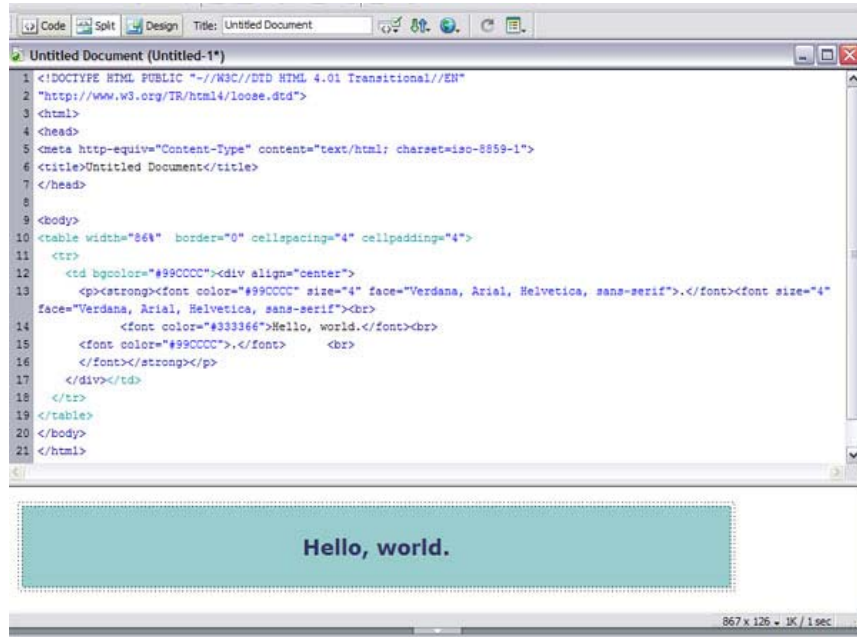 Code Split Design Title: Untitled Document
Untitled Document (Untitled-1*)
1 <!DOCTYPE HTML PUBLIC "-//W3C//DTD HTML 4.01 Transitional//EN"
2 "http://www.w3.org/TR/html4/loose.dtd">
3 <html>
4 <head>
5 <meta http-equiv="Content-Type" content="text/html; charset=iso-8859-1">
6 <title>Untitled Document</title>
7 </head>
8
9 <body>
10 <table width="86%"  border="0" cellspacing="4" cellpadding="4">
11   <tr>
12     <td bgcolor="#99CCCC"><div align="center">
13       <p><strong><font color="#99CCCC" size="4" face="Verdana, Arial, Helvetica, sans-serif">.</font><font size="4"
face="Verdana, Arial, Helvetica, sans-serif"><br>
14             <font color="#333366">Hello, world.</font><br>
15       <font color="#99CCCC">.</font>      <br>
16       </font></strong></p>
17     </div></td>
18   </tr>
19 </table>
20 </body>
21 </html>
Hello, world.
867 x 126 1K / 1 sec